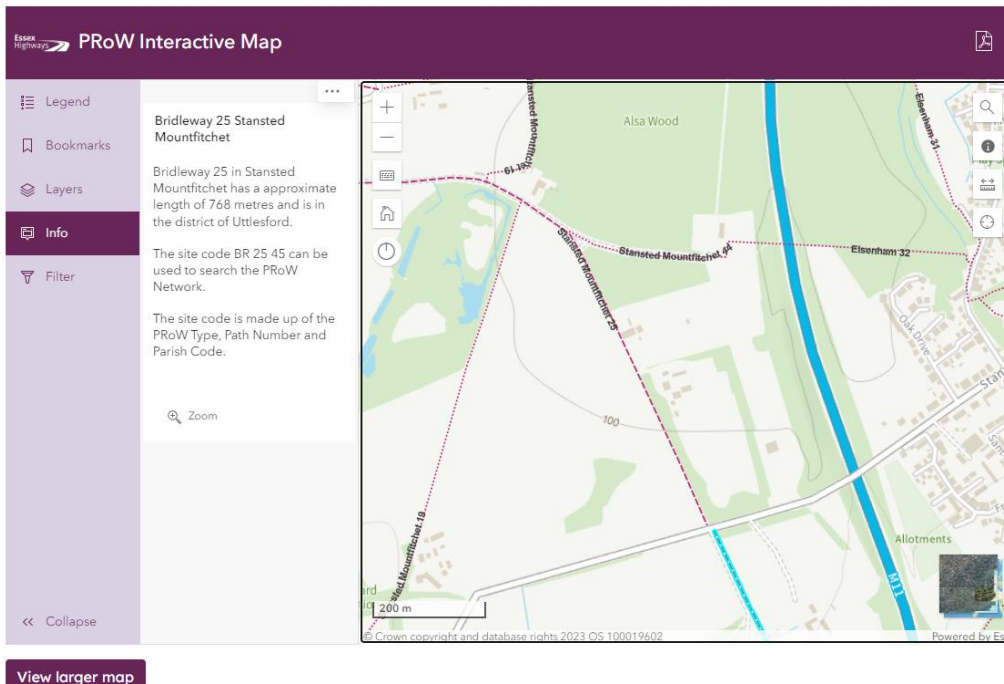 Essex
Highways
PRoW Interactive Map
Legend
Bookmarks
Layers
Info
Filter
Collapse
Bridleway 25 Stansted
Mountfitchet
Bridleway 25 in Stansted
Mountfitchet has a approximate
length of 768 metres and is in
the district of Uttlesford.
The site code BR 25 45 can be
used to search the PRoW
Network.
The site code is made up of the
PRoW Type, Path Number and
Parish Code.
Zoom
Alsa Wood
Elsenham 31
Stansted Mountfitchet 19
Stansted Mountfitchet 44
Elsenham 32
Stansted Mountfitchet 25
Oak Drive
100
Stansted Mountfitchet 19
Allotments
M11
200 m
© Crown copyright and database rights 2023 OS 100019602
Powered by Es
View larger map